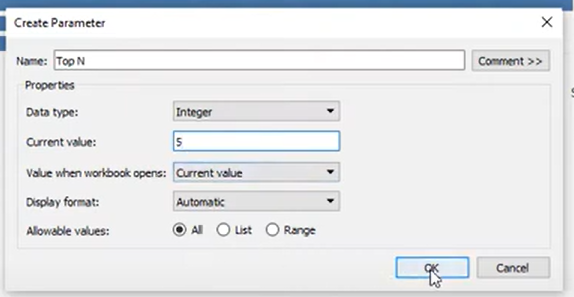 Create Parameter
Name: Top N Comment >>
Properties
Data type: Integer
Current value: 5
Value when workbook opens: Current value
Display format: Automatic
Allowable values: All List Range
OK Cancel